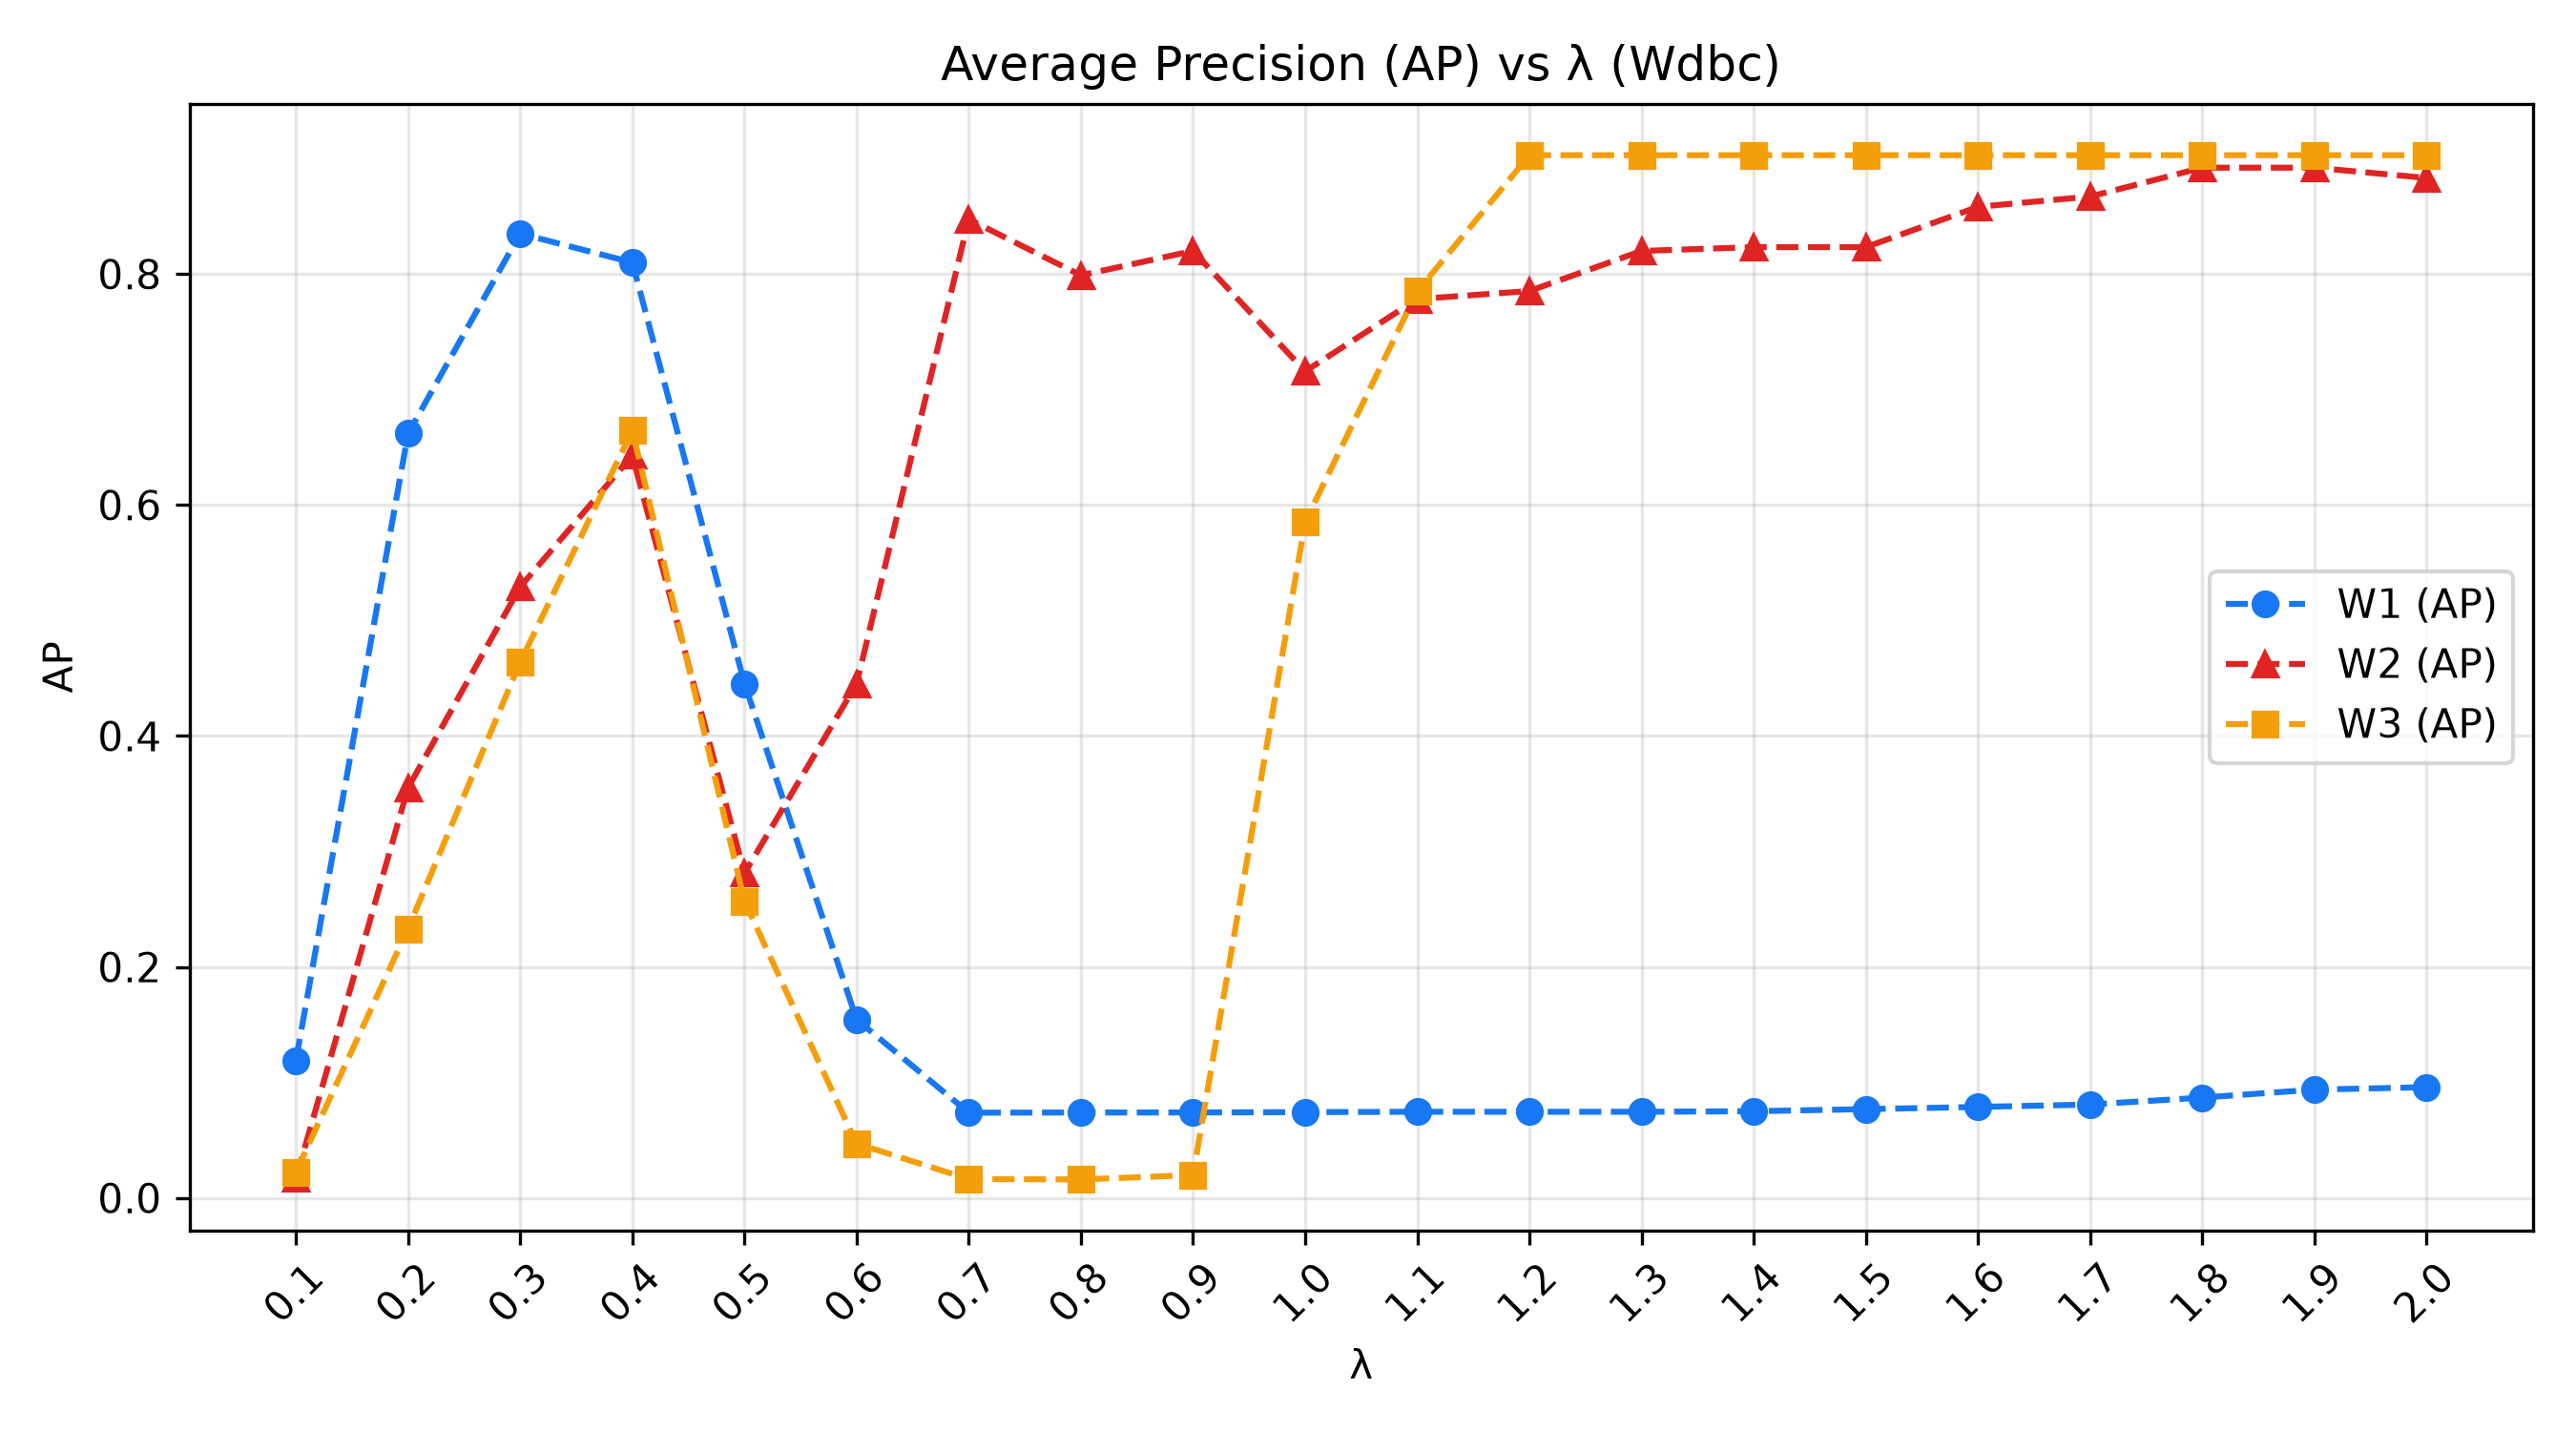 Average Precision (AP) vs λ (Wdbc)
AP
0.8
0.6
0.4
0.2
0.0
W1 (AP)
W2 (AP)
W3 (AP)
0.1 0.2 0.3 0.4 0.5 0.6 0.7 0.8 0.9 1.0 1.1 1.2 1.3 1.4 1.5 1.6 1.7 1.8 1.9 2.0
λ